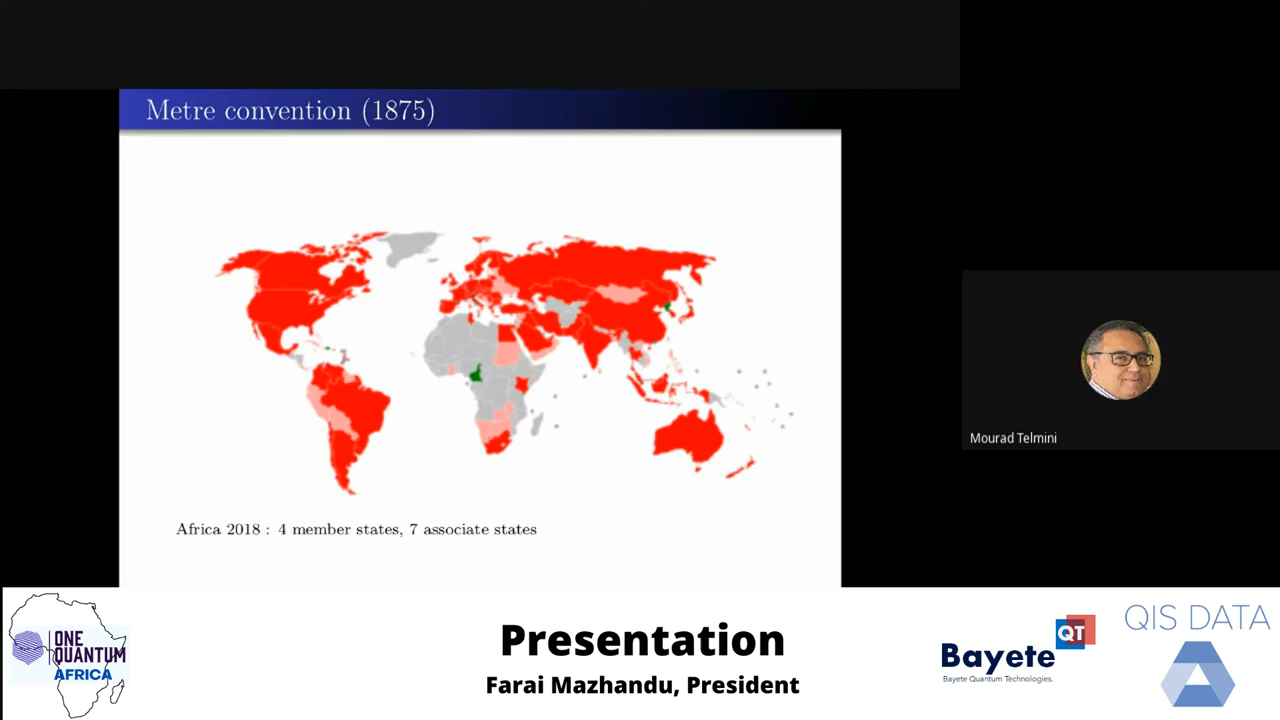 Metre convention (1875)
Africa 2018 : 4 member states, 7 associate states
Mourad Telmini
ONE
QUANTUM
AFRICA
Presentation
Farai Mazhandu, President
Bayete
QT
Bayete Quantum Technologies.
QIS DATA